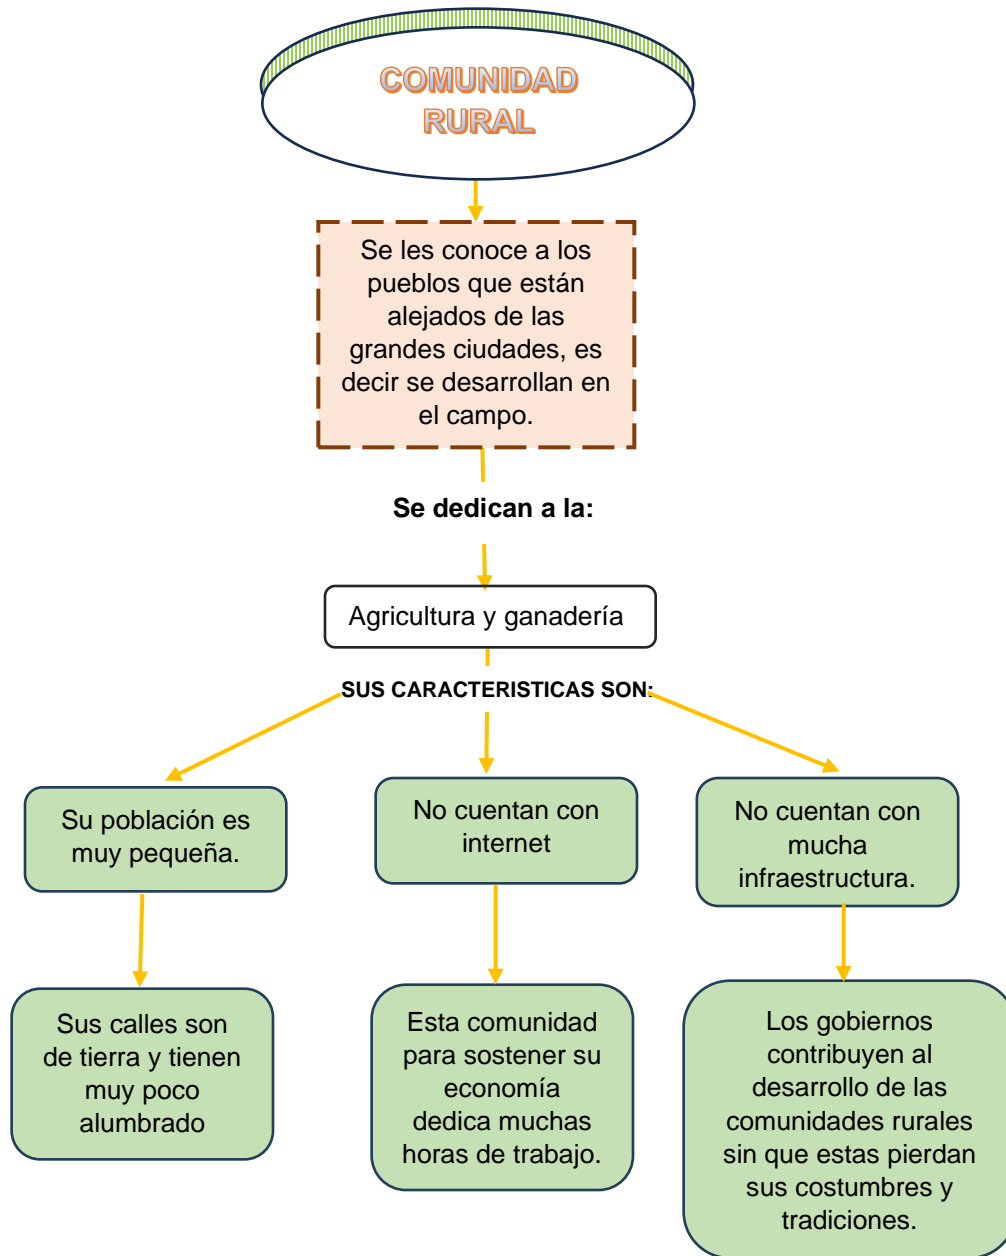 COMUNIDAD
RURAL
Se les conoce a los
pueblos que están
alejados de las
grandes ciudades, es
decir se desarrollan en
el campo.
Se dedican a la:
Agricultura y ganadería
SUS CARACTERISTICAS SON:
Su población es
muy pequeña.
No cuentan con
internet
No cuentan con
mucha
infraestructura.
Sus calles son
de tierra y tienen
muy poco
alumbrado
Esta comunidad
para sostener su
economía
dedica muchas
horas de trabajo.
Los gobiernos
contribuyen al
desarrollo de las
comunidades rurales
sin que estas pierdan
sus costumbres y
tradiciones.